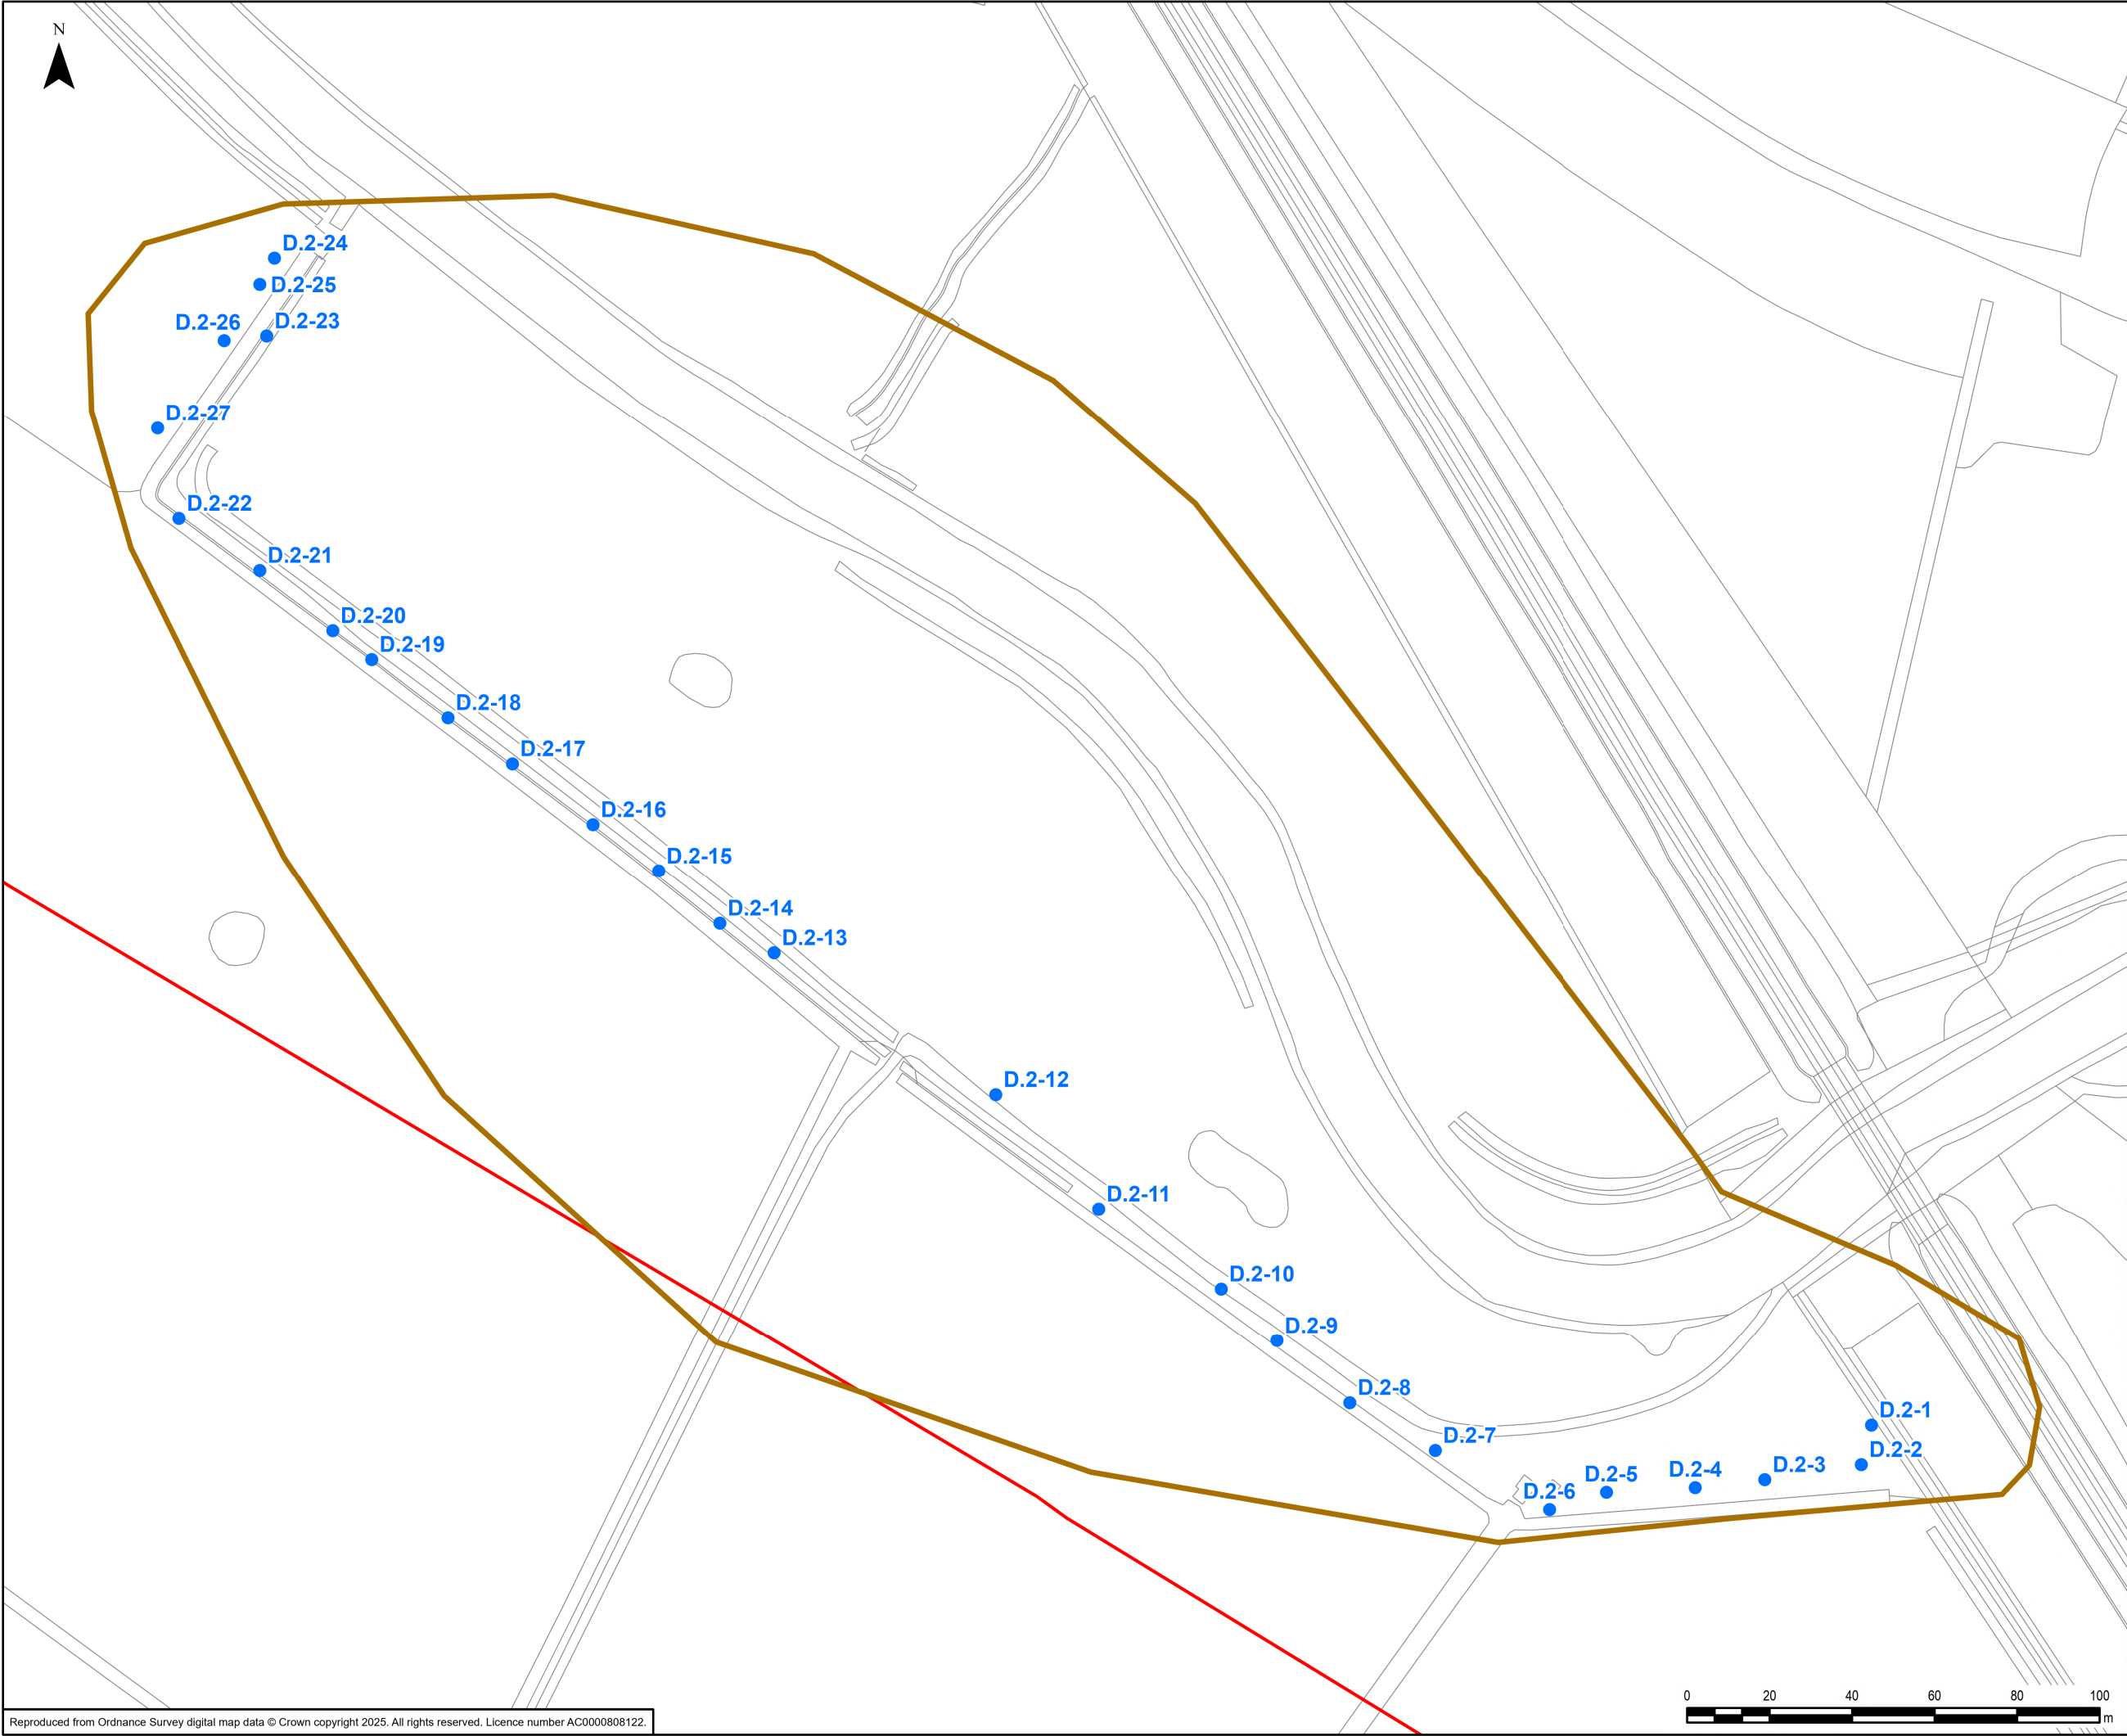 N
D.2-24
D.2-25
D.2-26
D.2-23
D.2-27
D.2-22
D.2-21
D.2-20
D.2-19
D.2-18
D.2-17
D.2-16
D.2-15
D.2-14
D.2-13
D.2-12
D.2-11
D.2-10
D.2-9
D.2-8
D.2-7
D.2-1
D.2-2
D.2-3
D.2-4
D.2-5
D.2-6
0 20 40 60 80 100
m
Reproduced from Ordnance Survey digital map data © Crown copyright 2025. All rights reserved. Licence number AC0000808122.